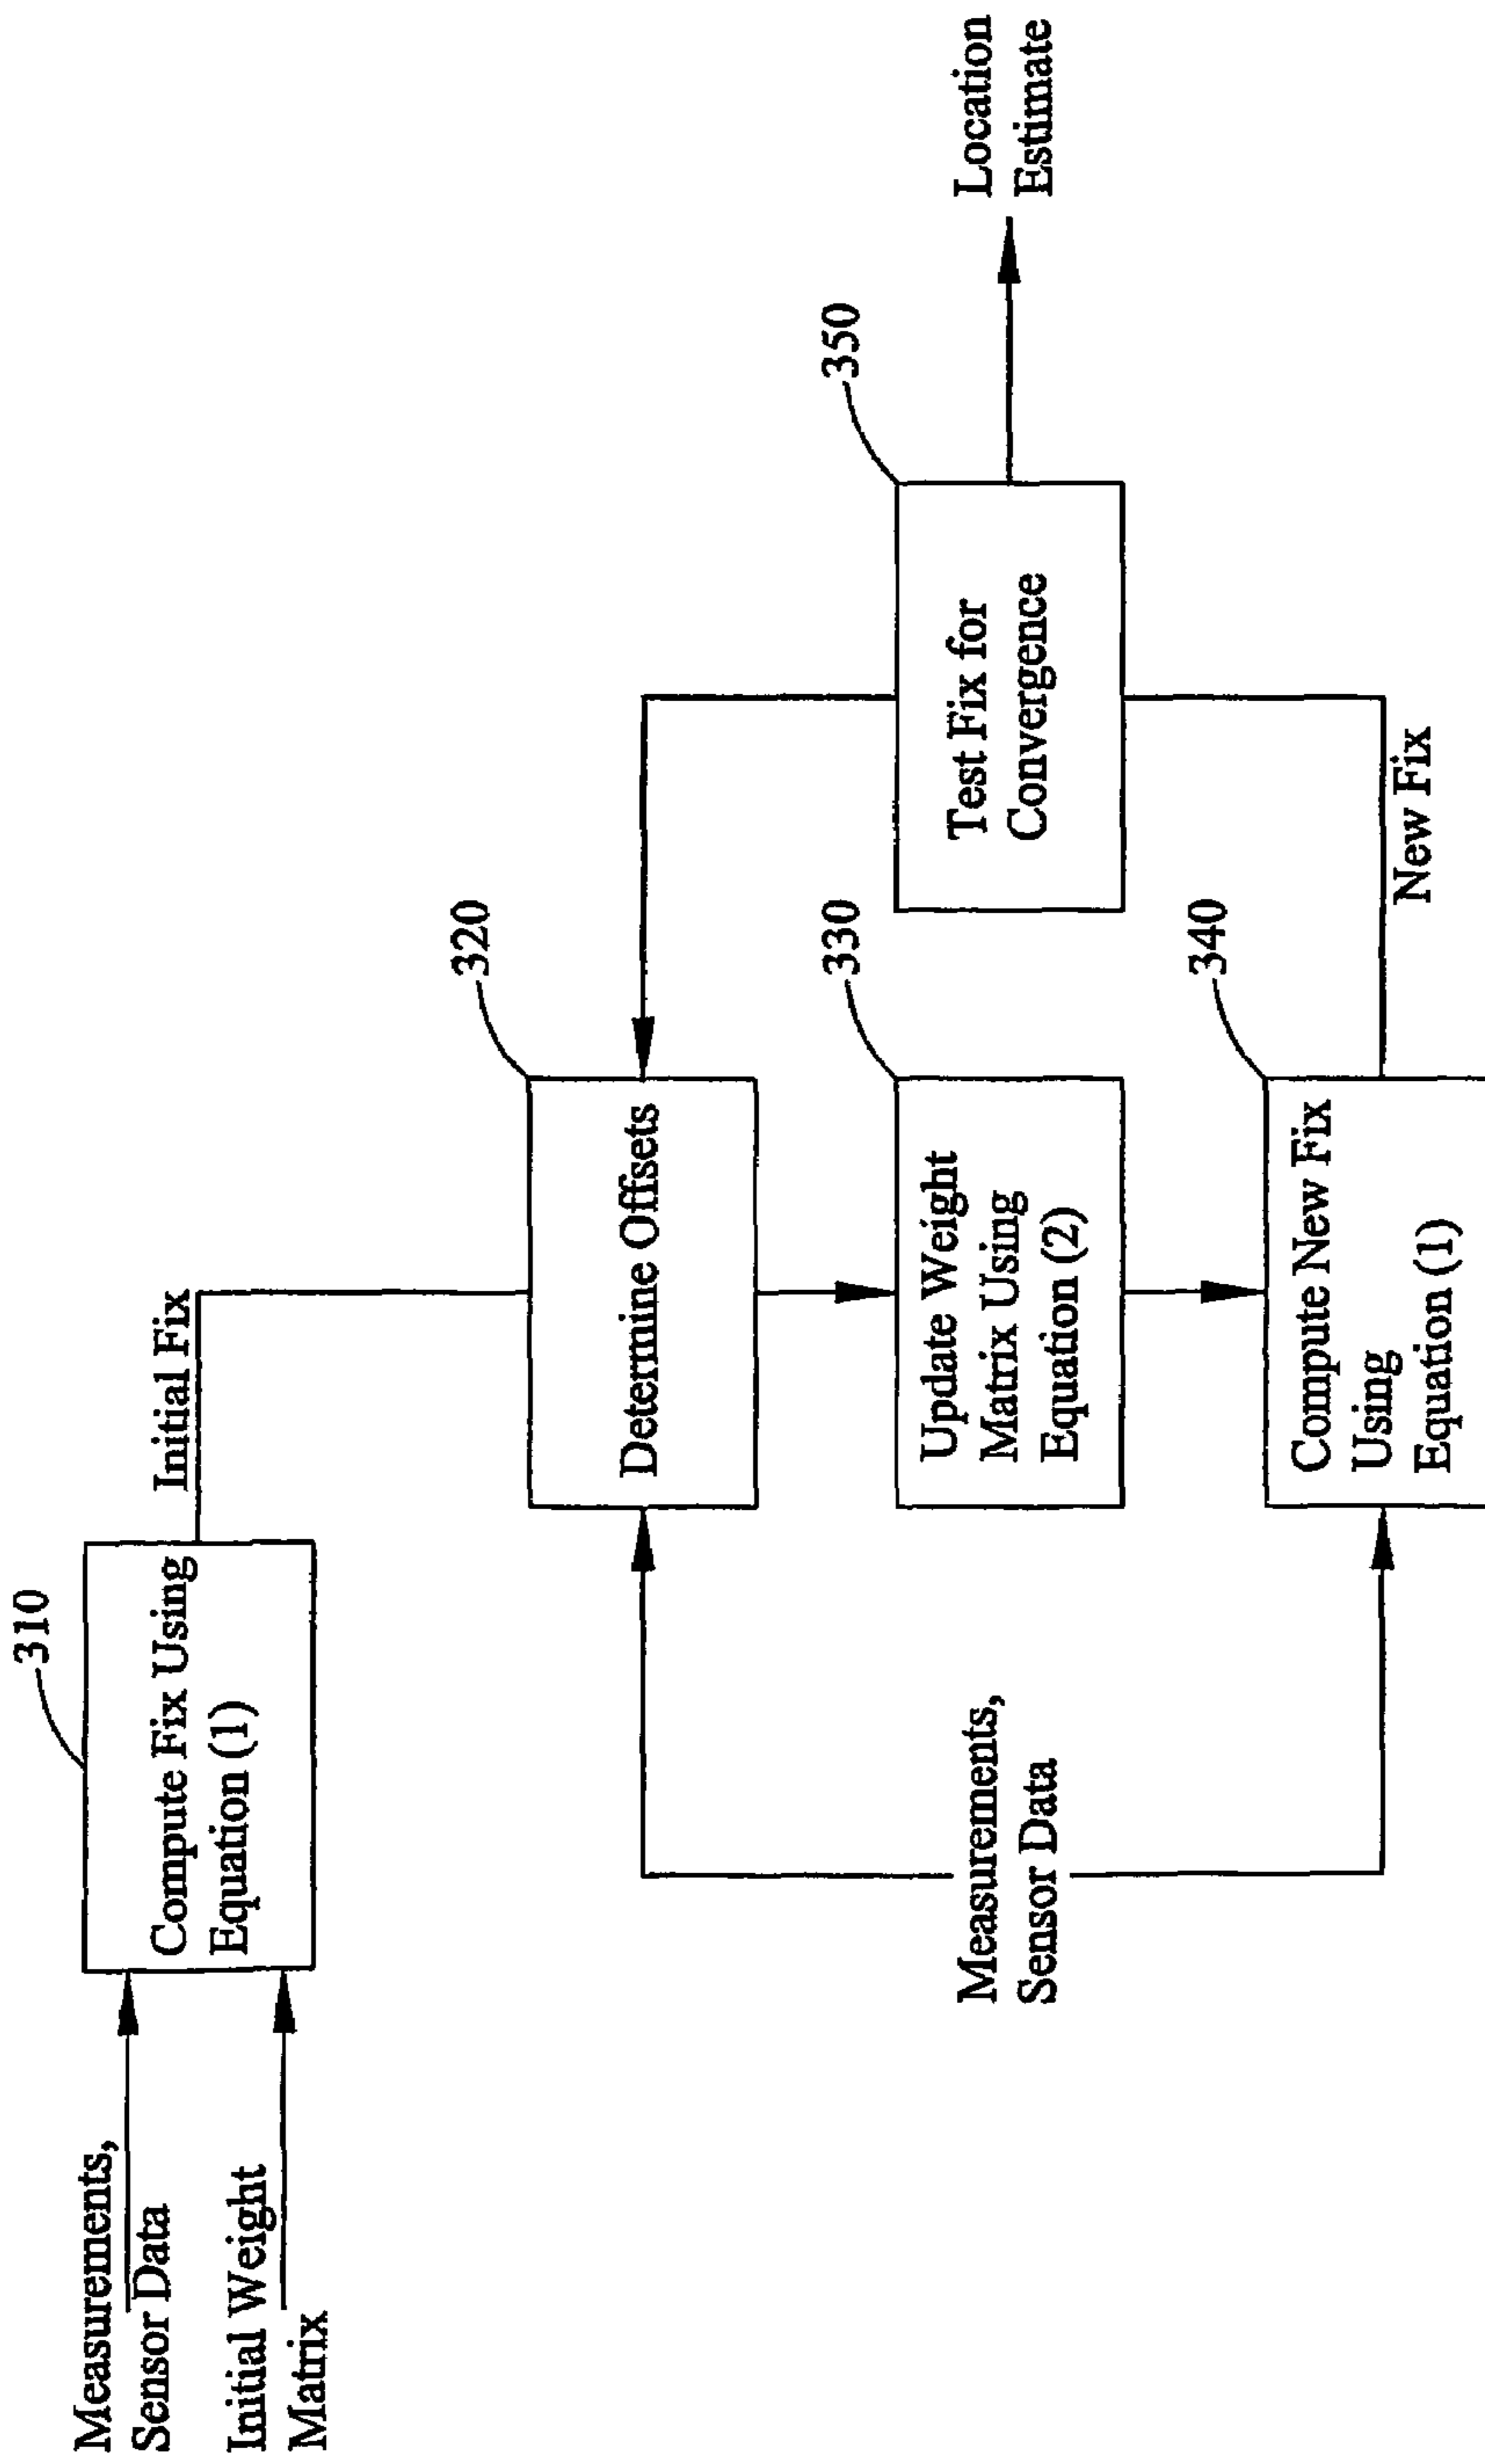 Measurements,
Sensor Data
Initial Weight
Matrix
310
Compute Fix Using
Equation (1)
Initial Fix
320
Determine Offsets
330
Update Weight
Matrix Using
Equation (2)
340
Compute New Fix
Using
Equation (1)
Measurements,
Sensor Data
New Fix
350
Test Fix for
Convergence
Location
Estimate